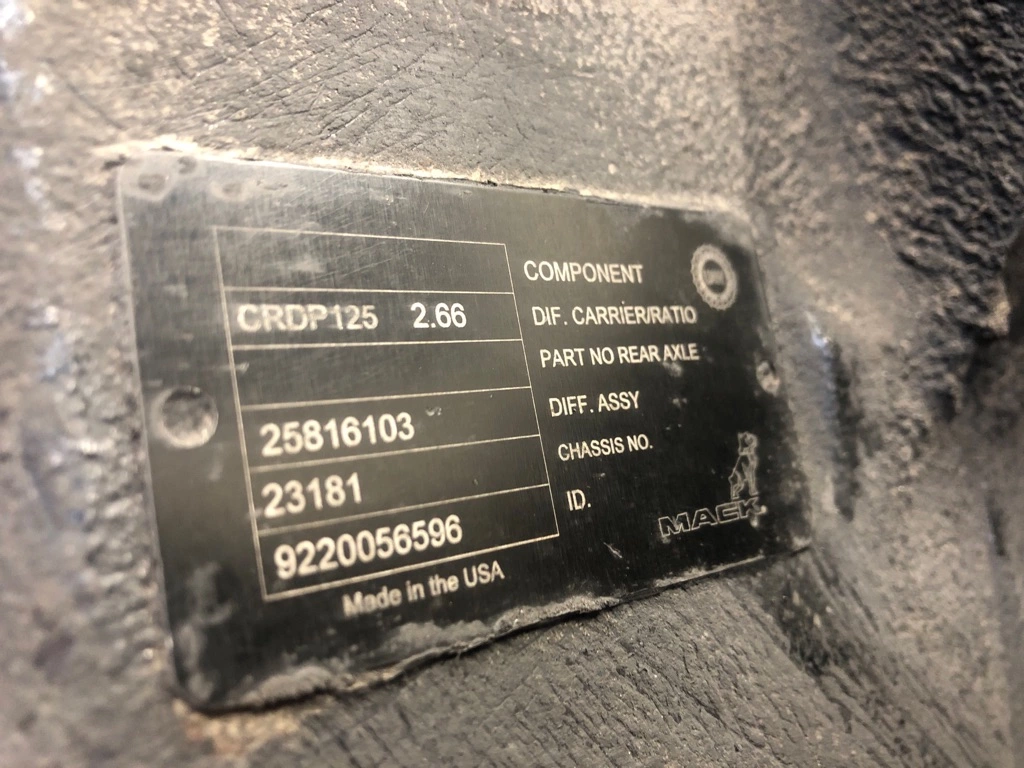 COMPONENT
CRDP125 2.66 DIF. CARRIER/RATIO
PART NO REAR AXLE
25816103 DIFF. ASSY
23181 CHASSIS NO.
9220056596 ID.
Made in the USA
MACK